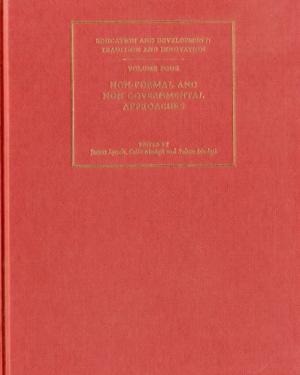 EDUCATION AND DEVELOPMENT:
TRADITION AND INNOVATION
VOLUME FOUR
NON-FORMAL AND
NON-GOVERNMENTAL
APPROACHES
EDITED BY
James Lynch, Celia Modgil and Sohan Modgil